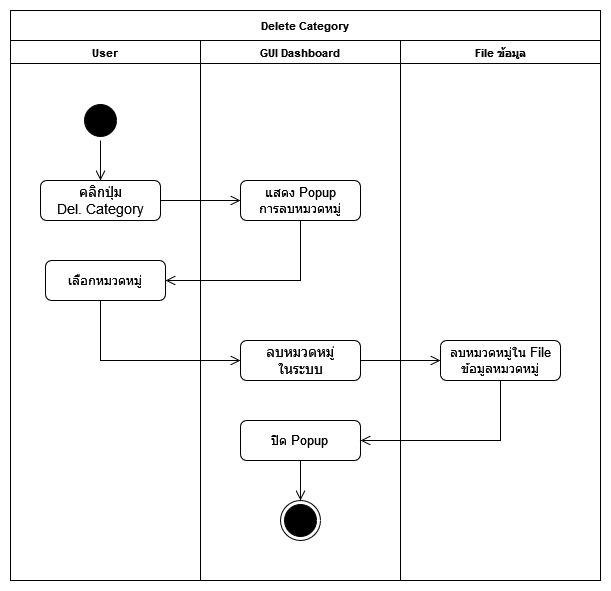 Delete Category
User
GUI Dashboard
File ข้อมูล
คลิกปุ่ม
Del. Category
แสดง Popup
การลบหมวดหมู่
เลือกหมวดหมู่
ลบหมวดหมู่
ในระบบ
ลบหมวดหมู่ใน File
ข้อมูลหมวดหมู่
ปิด Popup